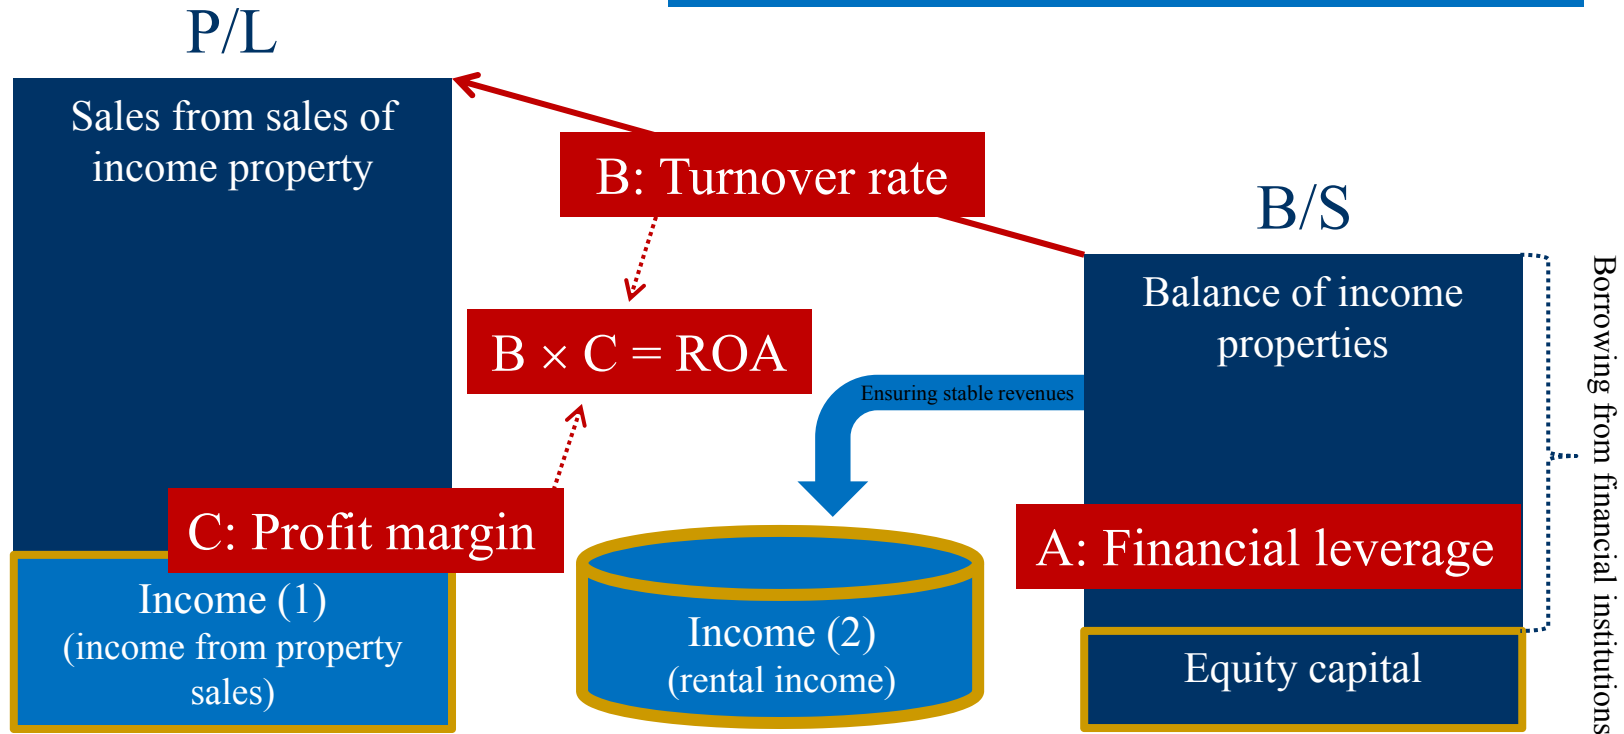 P/L
Sales from sales of
income property
B: Turnover rate
B/S
Balance of income
properties
B × C = ROA
Ensuring stable revenues
C: Profit margin
A: Financial leverage
Income (1)
(income from property
sales)
Income (2)
(rental income)
Equity capital
Borrowing from financial institutions